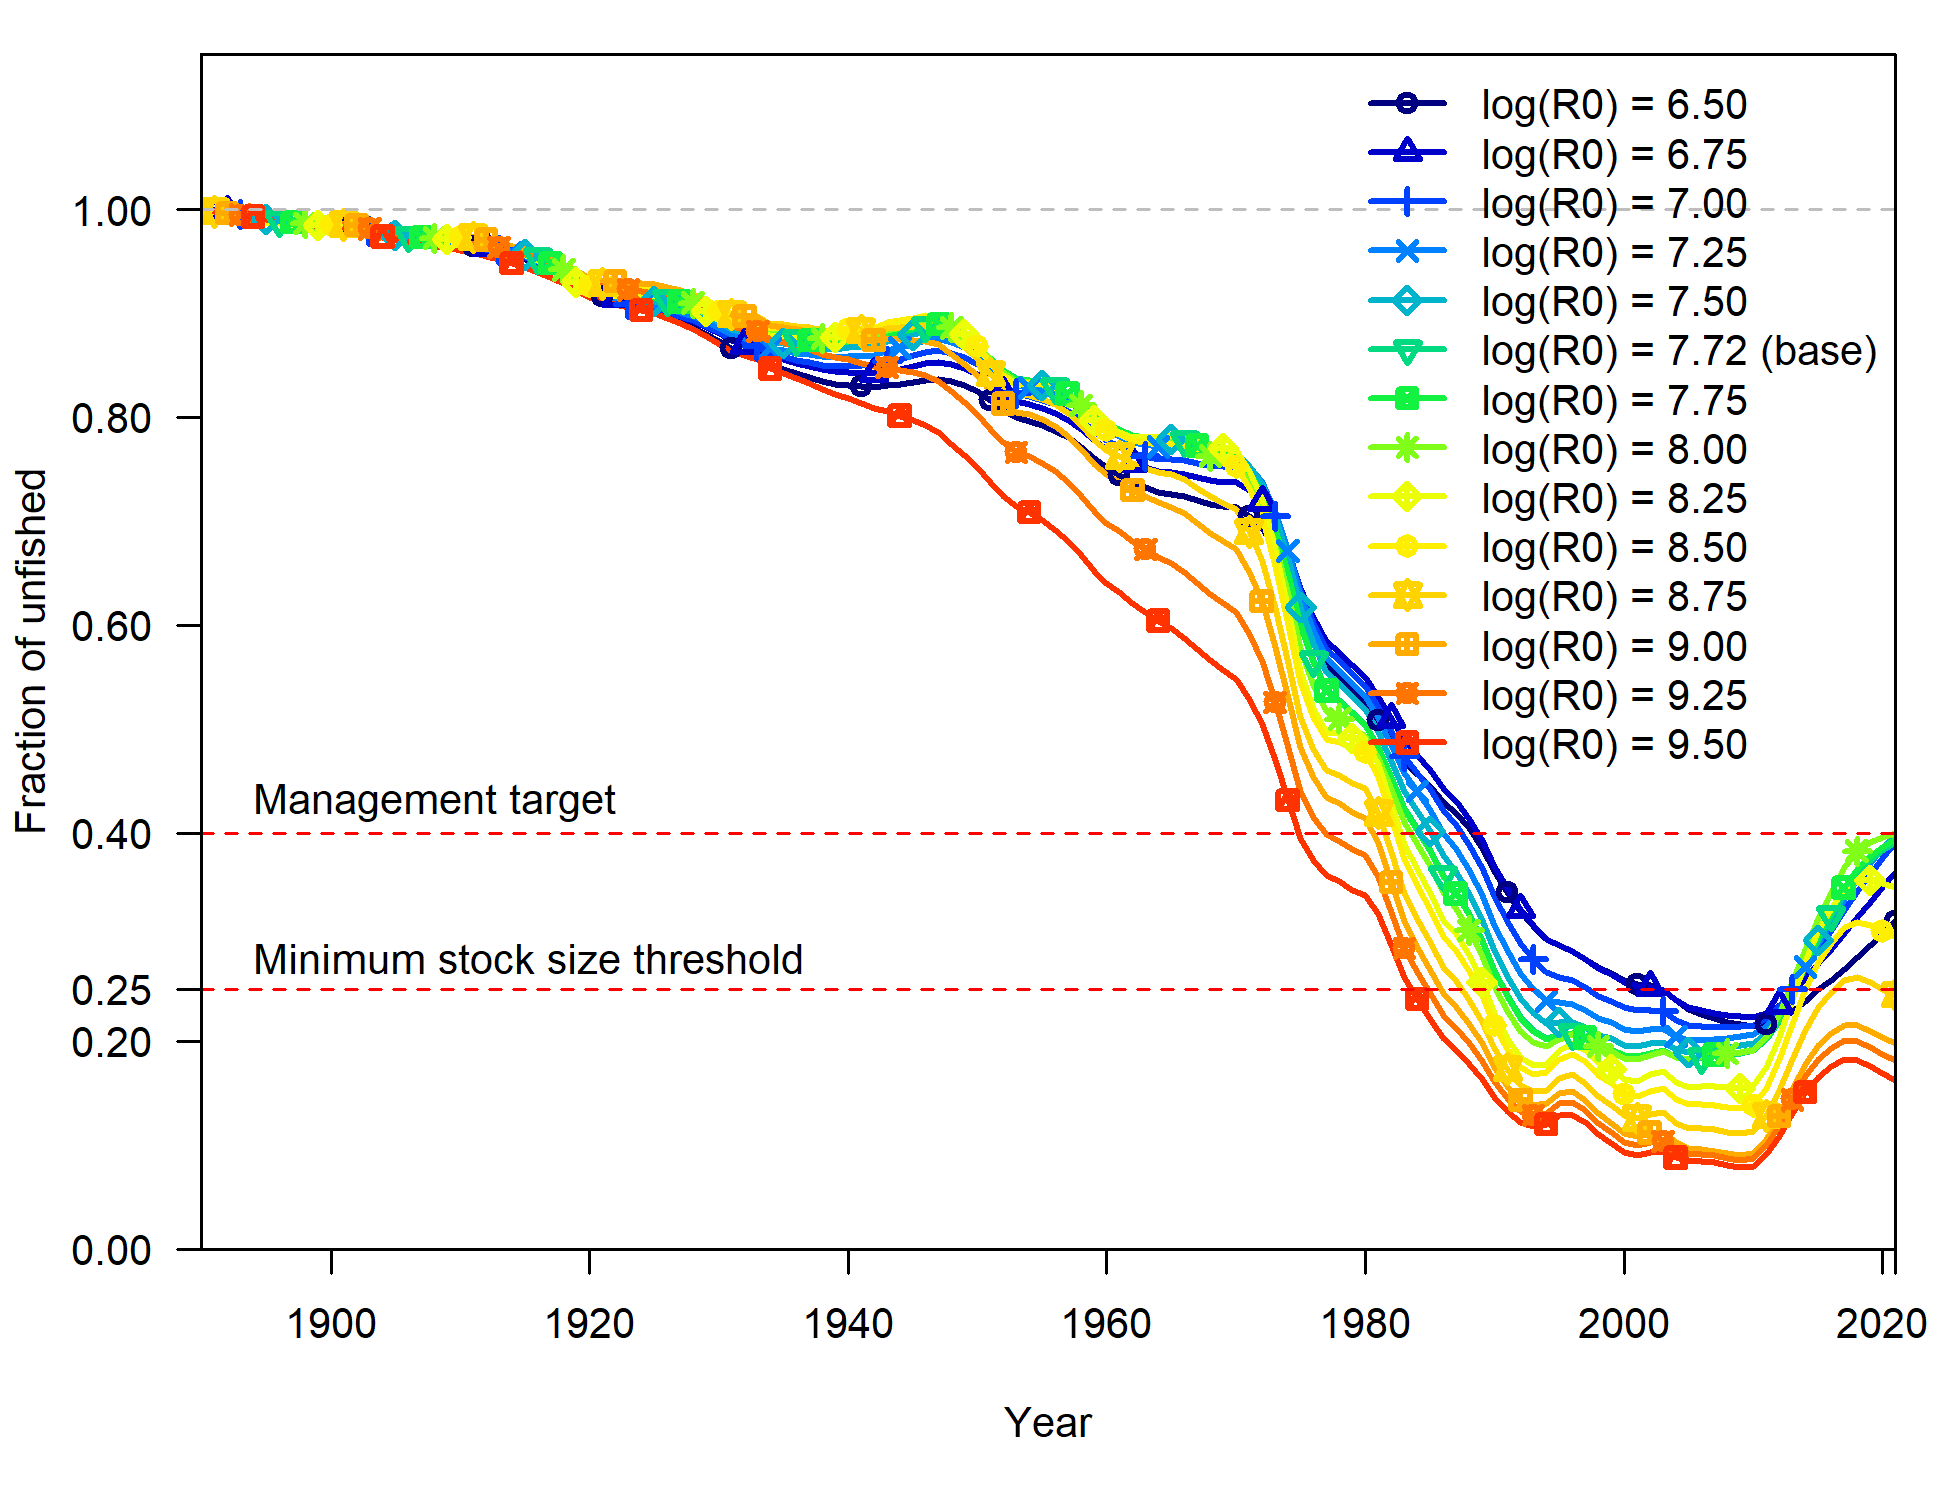 log(R0) = 6.50
log(R0) = 6.75
log(R0) = 7.00
log(R0) = 7.25
log(R0) = 7.50
log(R0) = 7.72 (base)
log(R0) = 7.75
log(R0) = 8.00
log(R0) = 8.25
log(R0) = 8.50
log(R0) = 8.75
log(R0) = 9.00
log(R0) = 9.25
log(R0) = 9.50
Fraction of unfished
1.00
0.80
0.60
0.40
0.25
0.20
0.00
Management target
Minimum stock size threshold
1900 1920 1940 1960 1980 2000 2020
Year